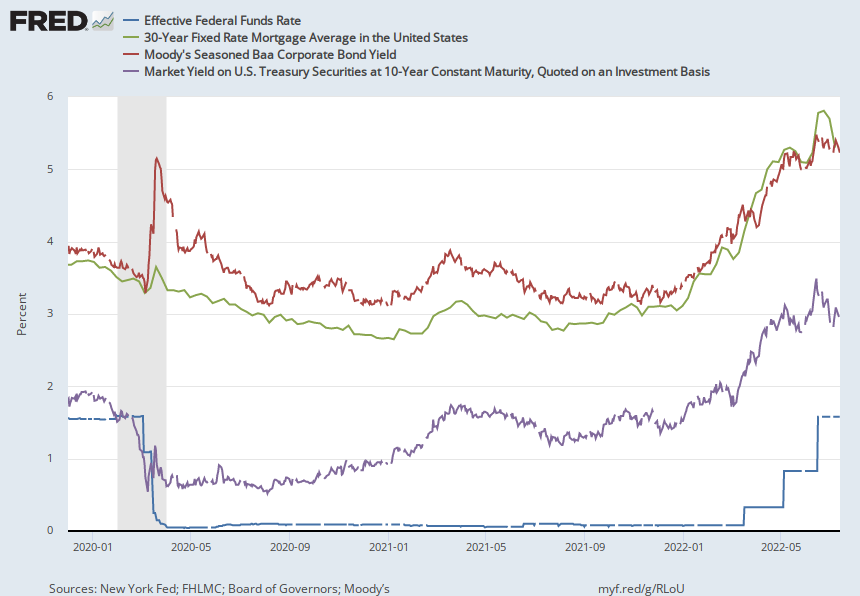 FRED
Effective Federal Funds Rate
30-Year Fixed Rate Mortgage Average in the United States
Moody's Seasoned Baa Corporate Bond Yield
Market Yield on U.S. Treasury Securities at 10-Year Constant Maturity, Quoted on an Investment Basis
6
5
4
3
2
1
0
Percent
2020-01 2020-05 2020-09 2021-01 2021-05 2021-09 2022-01 2022-05
Sources: New York Fed; FHLMC; Board of Governors; Moody's myf.red/g/RLoU